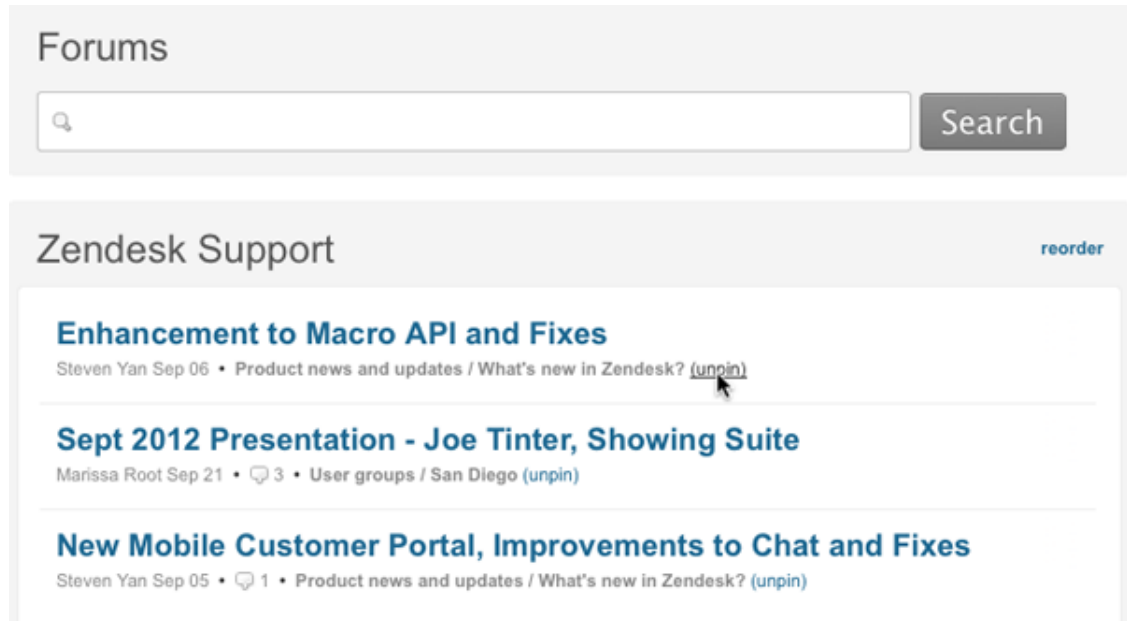 Forums
Search
Zendesk Support
reorder
Enhancement to Macro API and Fixes
Steven Yan Sep 06 • Product news and updates / What's new in Zendesk? (unpin)
Sept 2012 Presentation - Joe Tinter, Showing Suite
Marissa Root Sep 21 • 3 • User groups / San Diego (unpin)
New Mobile Customer Portal, Improvements to Chat and Fixes
Steven Yan Sep 05 • 1 • Product news and updates / What's new in Zendesk? (unpin)